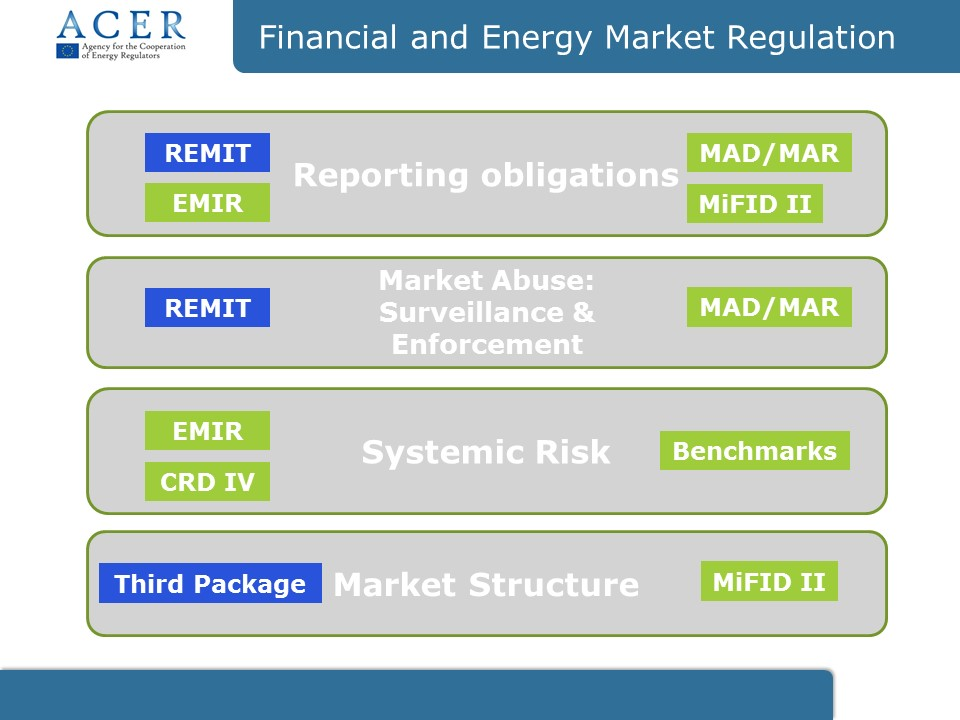 ACER
Agency for the Cooperation
of Energy Regulators
Financial and Energy Market Regulation
REMIT
EMIR
Reporting obligations
MAD/MAR
MiFID II
REMIT
Market Abuse:
Surveillance &
Enforcement
MAD/MAR
EMIR
CRD IV
Systemic Risk
Benchmarks
Third Package
Market Structure
MiFID II